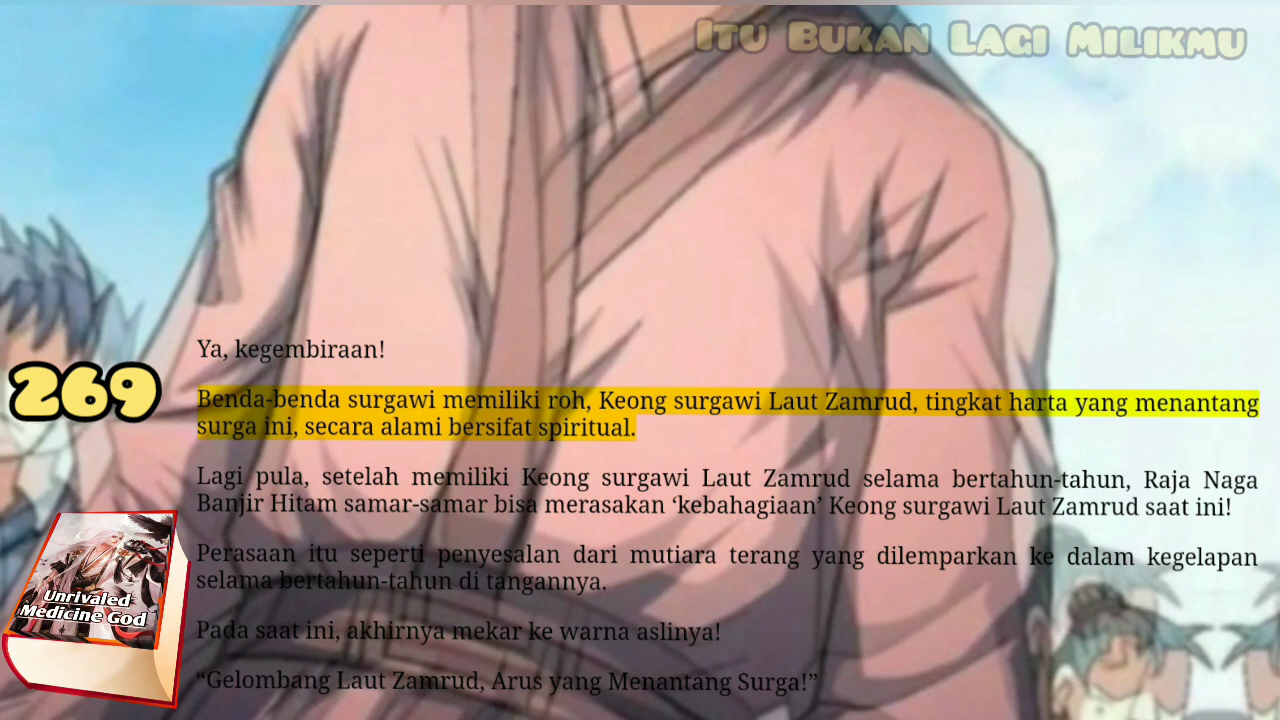 Itu Bukan Lagi Milikmu
Ya, kegembiraan!
269
Benda-benda surgawi memiliki roh, Keong surgawi Laut Zamrud, tingkat harta yang menantang
surga ini, secara alami bersifat spiritual.
Lagi pula, setelah memiliki Keong surgawi Laut Zamrud selama bertahun-tahun, Raja Naga
Banjir Hitam samar-samar bisa merasakan ‘kebahagiaan’ Keong surgawi Laut Zamrud saat ini!
Perasaan itu seperti penyesalan dari mutiara terang yang dilemparkan ke dalam kegelapan
selama bertahun-tahun di tangannya.
Unrivaled
Medicine God
Pada saat ini, akhirnya mekar ke warna aslinya!
“Gelombang Laut Zamrud, Arus yang Menantang Surga!”